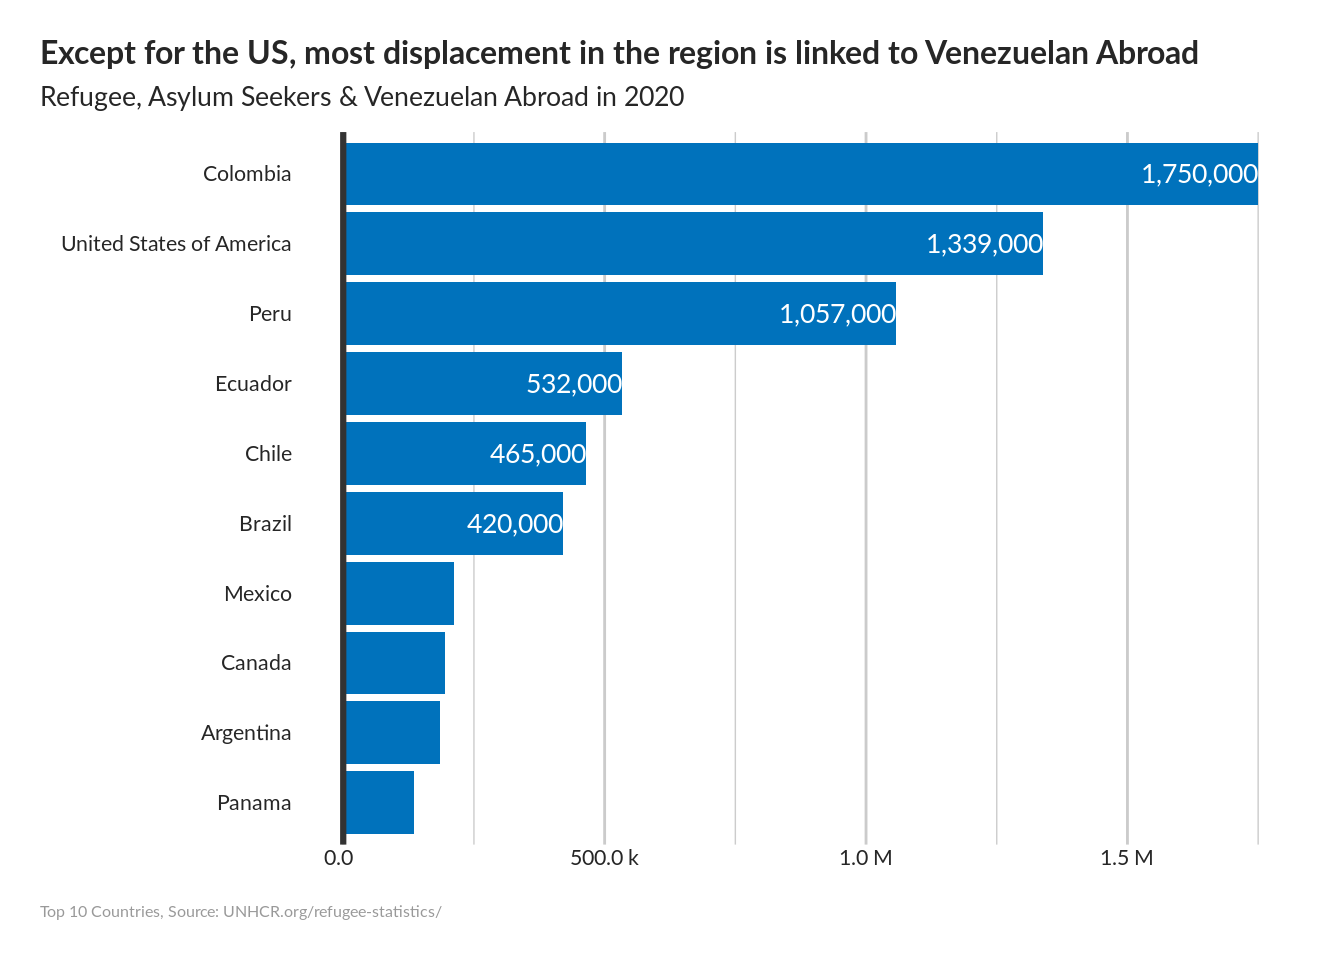 Except for the US, most displacement in the region is linked to Venezuelan Abroad
Refugee, Asylum Seekers & Venezuelan Abroad in 2020
Colombia 1,750,000
United States of America 1,339,000
Peru 1,057,000
Ecuador 532,000
Chile 465,000
Brazil 420,000
Mexico
Canada
Argentina
Panama
0.0 500.0 k 1.0 M 1.5 M
Top 10 Countries, Source: UNHCR.org/refugee-statistics/